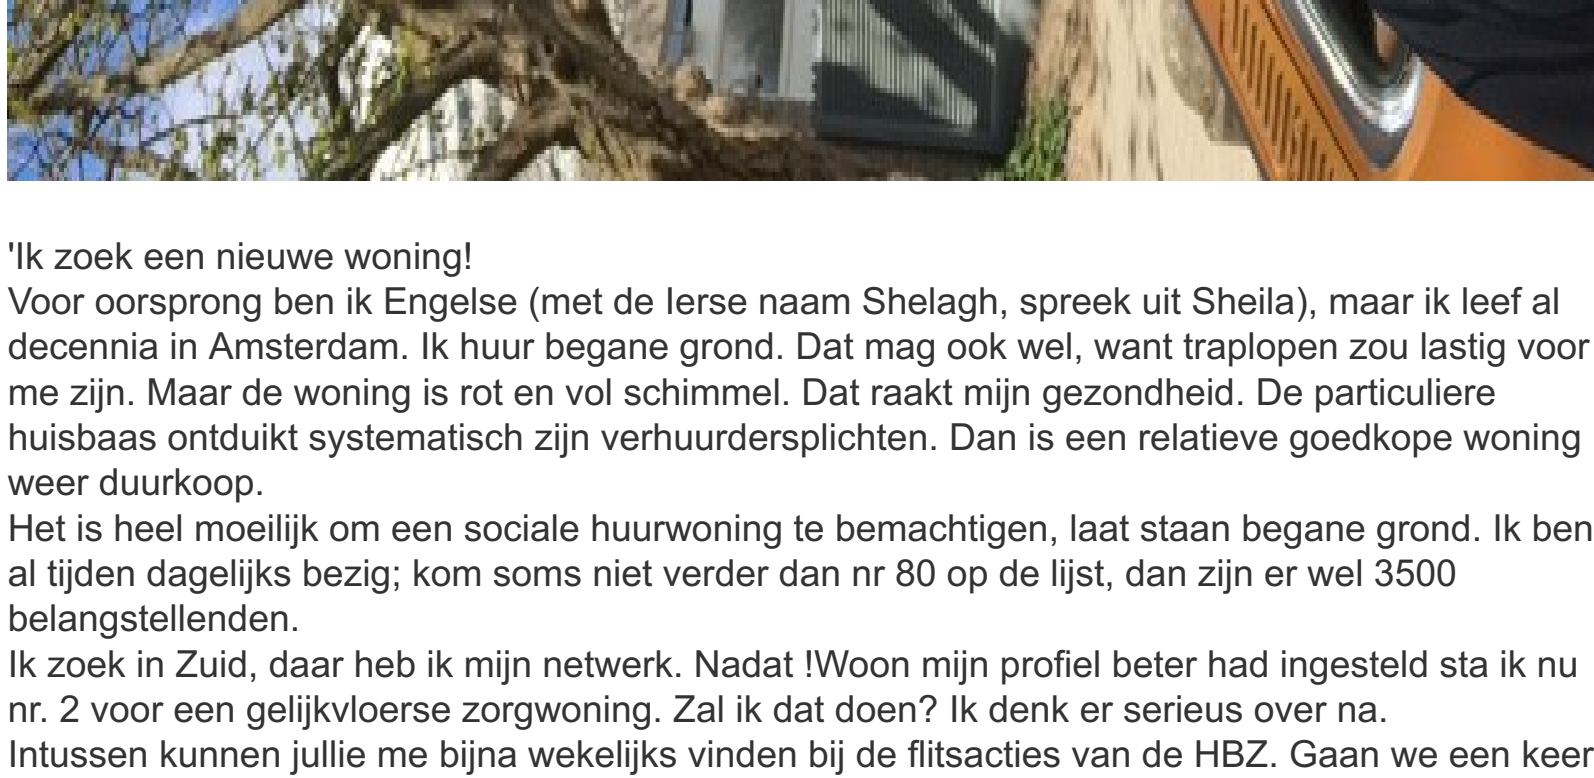 'Ik zoek een nieuwe woning!
Voor oorsprong ben ik Engelse (met de Ierse naam Shelagh, spreek uit Sheila), maar ik leef al
decennia in Amsterdam. Ik huur begane grond. Dat mag ook wel, want traplopen zou lastig voor
me zijn. Maar de woning is rot en vol schimmel. Dat raakt mijn gezondheid. De particuliere
huisbaas ontduikt systematisch zijn verhuurdersplichten. Dan is een relatieve goedkope woning
weer duurkoop.
Het is heel moeilijk om een sociale huurwoning te bemachtigen, laat staan begane grond. Ik ben
al tijden dagelijks bezig; kom soms niet verder dan nr 80 op de lijst, dan zijn er wel 3500
belangstellenden.
Ik zoek in Zuid, daar heb ik mijn netwerk. Nadat !Woon mijn profiel beter had ingesteld sta ik nu
nr. 2 voor een gelijkvloerse zorgwoning. Zal ik dat doen? Ik denk er serieus over na.
Intussen kunnen jullie me bijna wekelijks vinden bij de flitsacties van de HBZ. Gaan we een keer